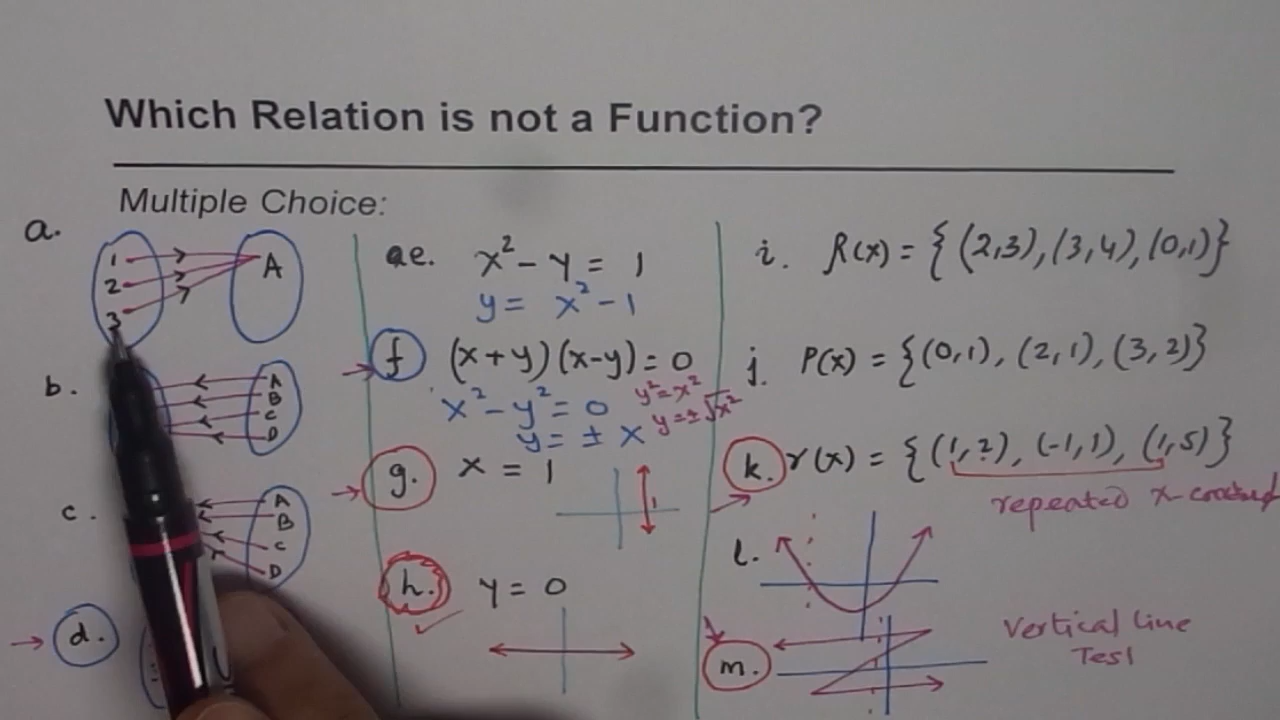 Which Relation is not a Function?
Multiple Choice:
a.
1
2
3
A
b.
A
B
C
D
c.
A
B
C
D
d.
e. x² - y = 1
y = x² - 1
f (x+y)(x-y) = 0
x² - y² = 0
y² = x²
y = ± √x²
y = ± x
g. x = 1
1
h. y = 0
i. R(x) = { (2,3), (3,4), (0,1)}
j. P(x) = {(0,1), (2,1), (3,2)}
k. r(x) = {(1,2), (-1,1), (1,5)}
repeated x-
l.
m.
Vertical Line
Test